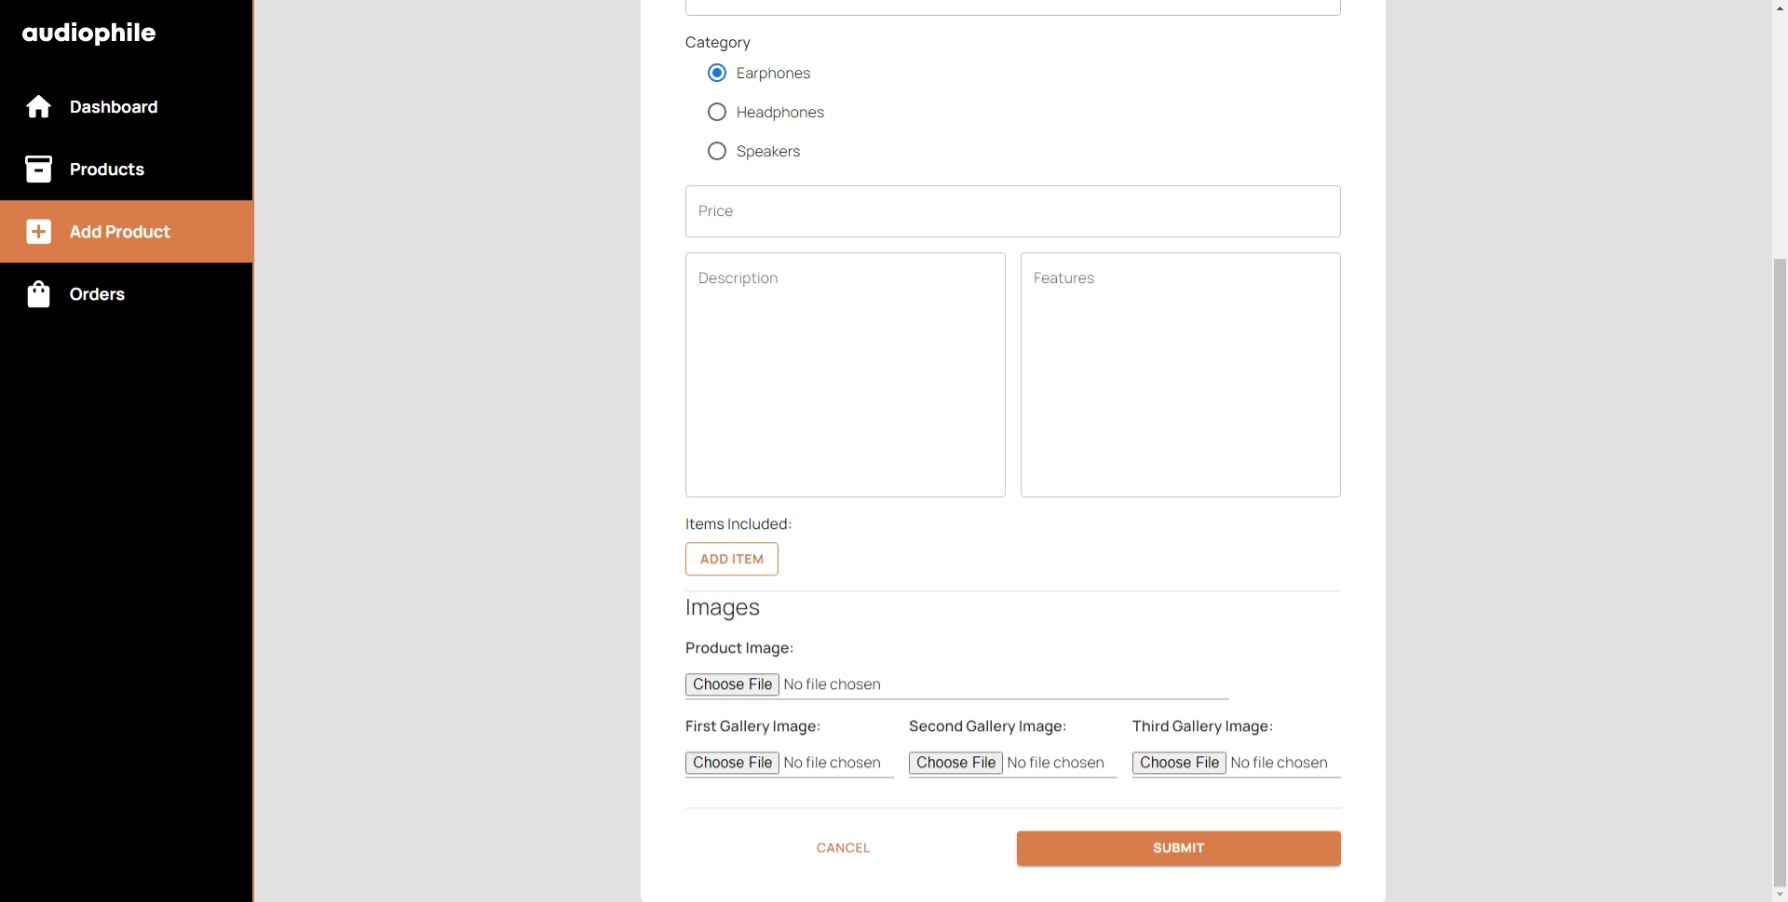 audiophile
Dashboard
Products
Add Product
Orders
Category
Earphones
Headphones
Speakers
Price
Description Features
Items Included:
ADD ITEM
Images
Product Image:
Choose File No file chosen
First Gallery Image: Second Gallery Image: Third Gallery Image:
Choose File No file chosen Choose File No file chosen Choose File No file chosen
CANCEL SUBMIT